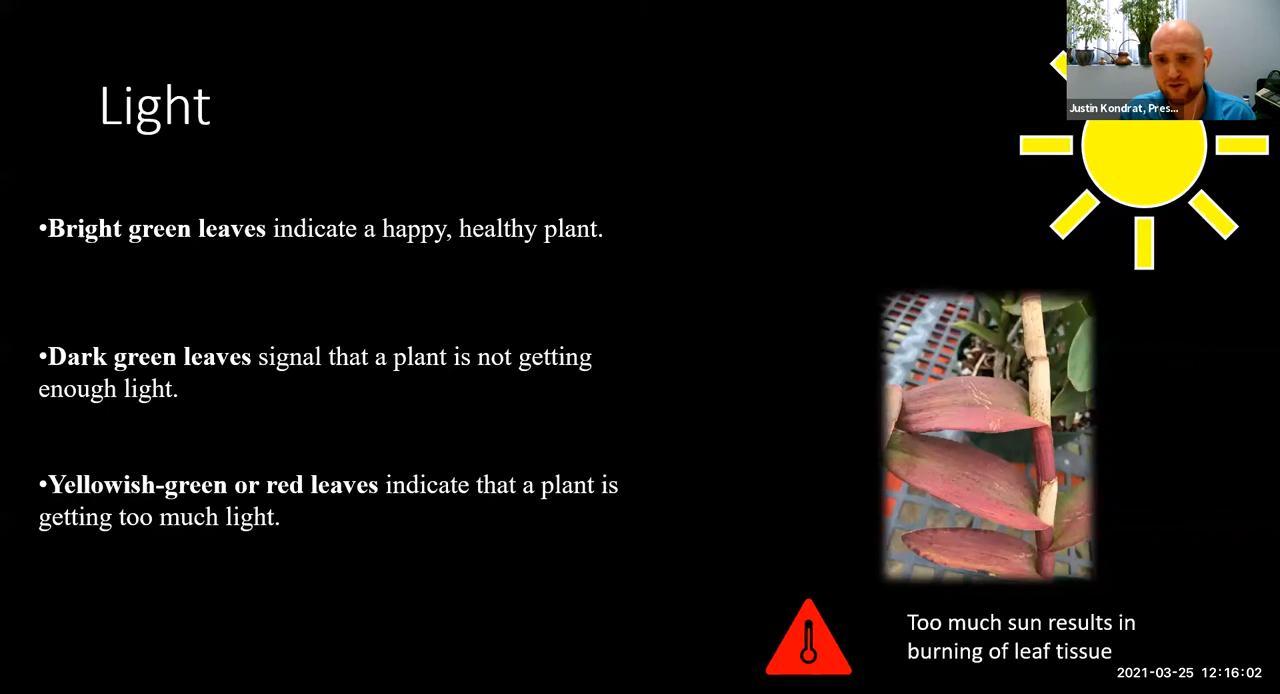 Light
Justin Kondrat, Pres...
•Bright green leaves indicate a happy, healthy plant.
•Dark green leaves signal that a plant is not getting
enough light.
•Yellowish-green or red leaves indicate that a plant is
getting too much light.
Too much sun results in
burning of leaf tissue
2021-03-25 12:16:02